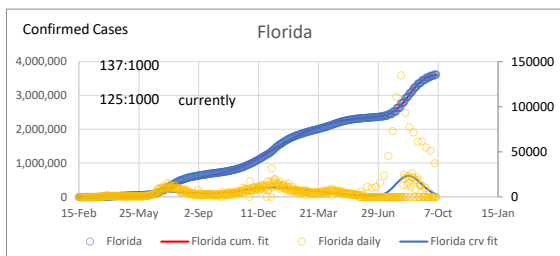 Confirmed Cases
Florida
137:1000
125:1000 currently
4,000,000
3,000,000
2,000,000
1,000,000
0
150000
100000
50000
0
15-Feb 25-May 2-Sep 11-Dec 21-Mar 29-Jun 7-Oct 15-Jan
Florida Florida cum. fit Florida daily Florida crv fit